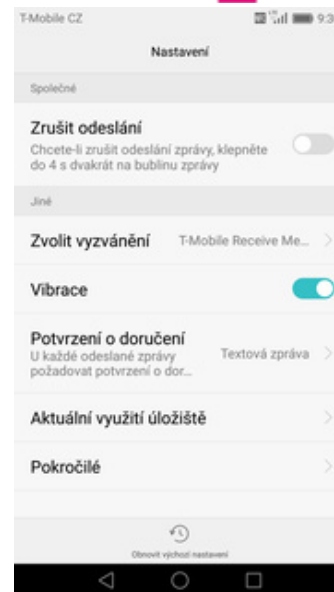 T-Mobile CZ 9:3
Nastavení
Společné
Zrušit odeslání
Chcete-li zrušit odeslání zprávy, klepněte
do 4 s dvakrát na bublinu zprávy
Jiné
Zvolit vyzvánění T-Mobile Receive Me...
Vibrace
Potvrzení o doručení
U každé odeslané zprávy
požadovat potvrzení o dor...
Textová zpráva
Aktuální využití úložiště
Pokročilé
Obnovit výchozí nastavení